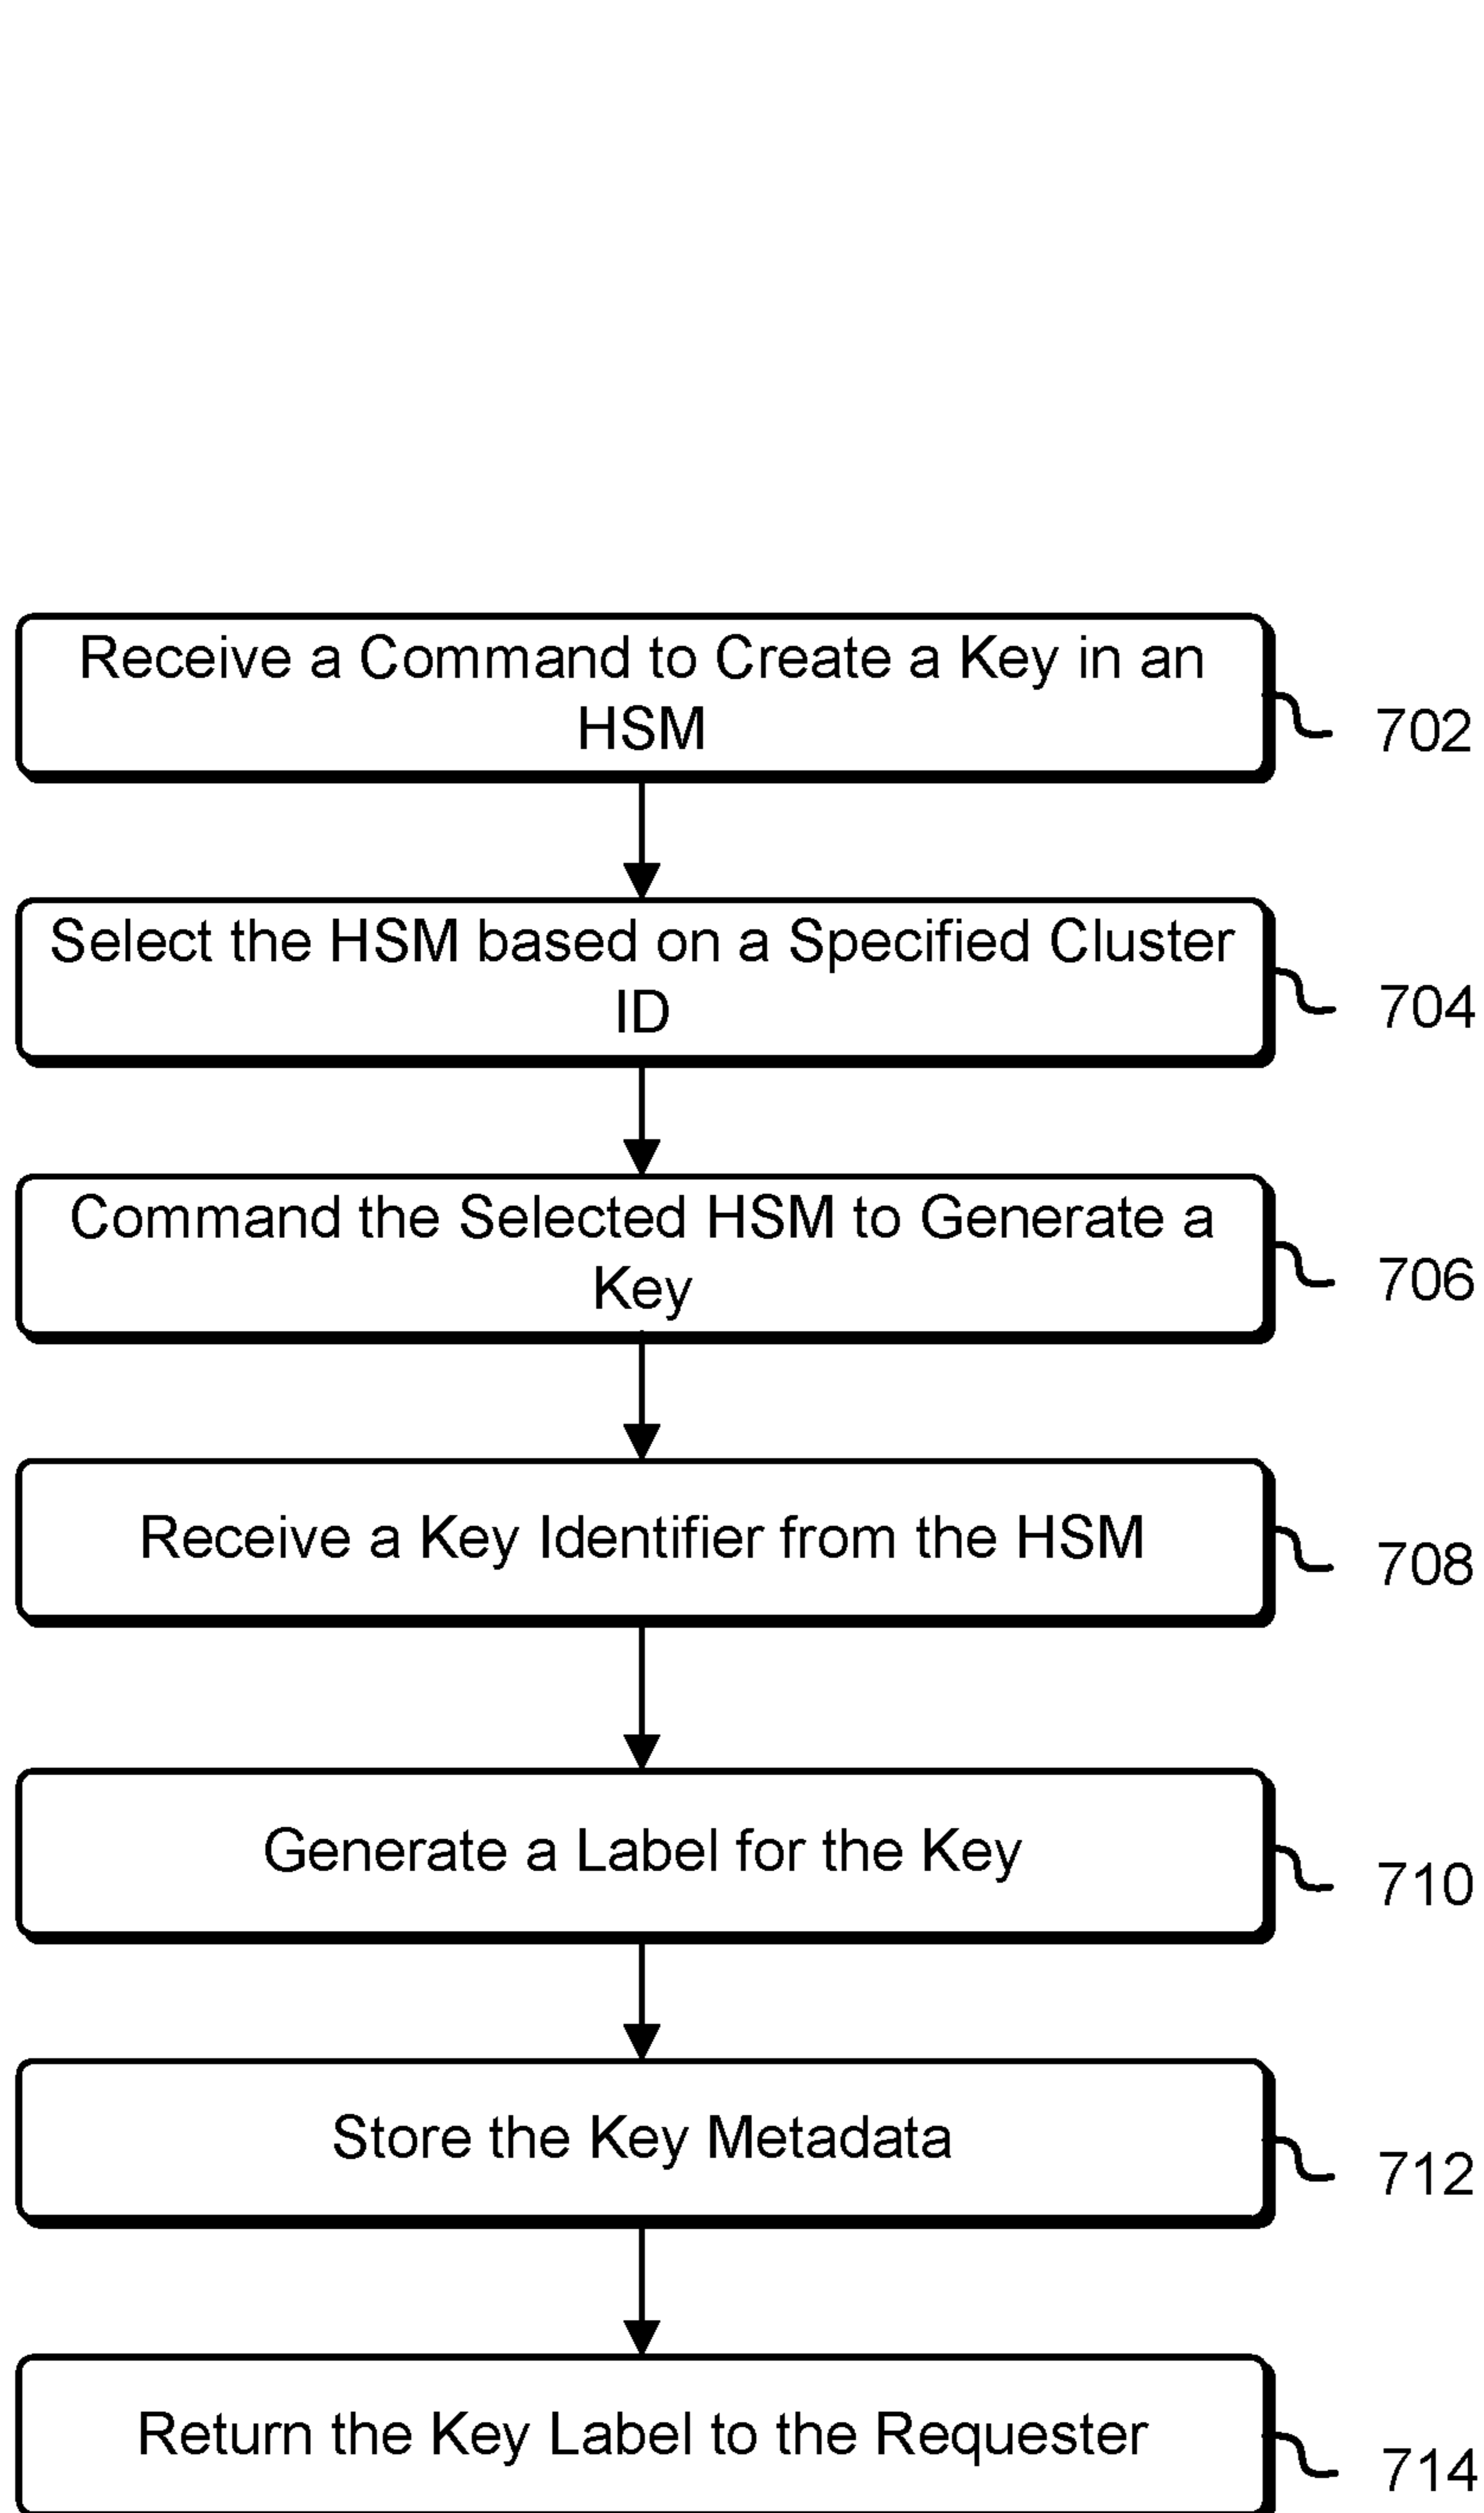 Receive a Command to Create a Key in an
HSM
702
Select the HSM based on a Specified Cluster
ID
704
Command the Selected HSM to Generate a
Key
706
Receive a Key Identifier from the HSM
708
Generate a Label for the Key
710
Store the Key Metadata
712
Return the Key Label to the Requester
714